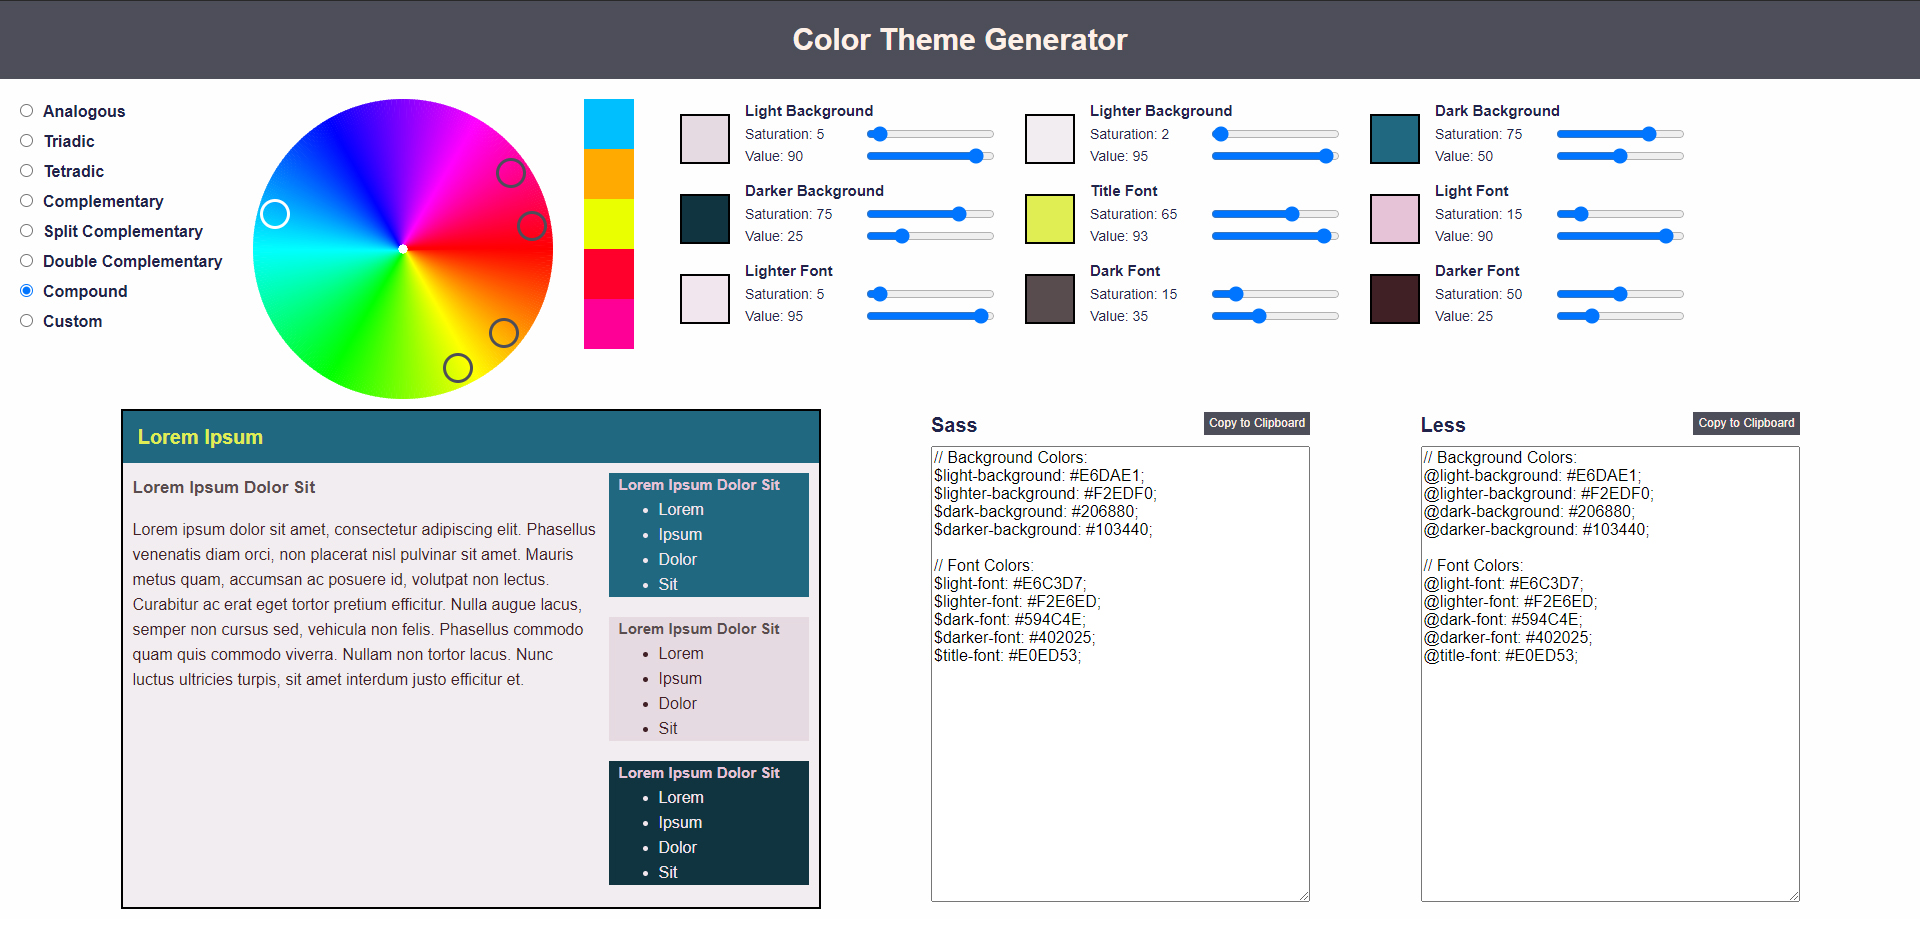 Color Theme Generator
Analogous
Triadic
Tetradic
Complementary
Split Complementary
Double Complementary
Compound
Custom
Light Background
Saturation: 5
Value: 90
Lighter Background
Saturation: 2
Value: 95
Dark Background
Saturation: 75
Value: 50
Darker Background
Saturation: 75
Value: 25
Title Font
Saturation: 65
Value: 93
Light Font
Saturation: 15
Value: 90
Lighter Font
Saturation: 5
Value: 95
Dark Font
Saturation: 15
Value: 35
Darker Font
Saturation: 50
Value: 25
Lorem Ipsum
Lorem Ipsum Dolor Sit
Lorem ipsum dolor sit amet, consectetur adipiscing elit. Phasellus
venenatis diam orci, non placerat nisl pulvinar sit amet. Mauris
metus quam, accumsan ac posuere id, volutpat non lectus.
Curabitur ac erat eget tortor pretium efficitur. Nulla augue lacus,
semper non cursus sed, vehicula non felis. Phasellus commodo
quam quis commodo viverra. Nullam non tortor lacus. Nunc
luctus ultricies turpis, sit amet interdum justo efficitur et.
Lorem Ipsum Dolor Sit
Lorem
Ipsum
Dolor
Sit
Lorem Ipsum Dolor Sit
Lorem
Ipsum
Dolor
Sit
Lorem Ipsum Dolor Sit
Lorem
Ipsum
Dolor
Sit
Sass
Copy to Clipboard
// Background Colors:
$light-background: #E6DAE1;
$lighter-background: #F2EDF0;
$dark-background: #206880;
$darker-background: #103440;
// Font Colors:
$light-font: #E6C3D7;
$lighter-font: #F2E6ED;
$dark-font: #594C4E;
$darker-font: #402025;
$title-font: #E0ED53;
Less
Copy to Clipboard
// Background Colors:
@light-background: #E6DAE1;
@lighter-background: #F2EDF0;
@dark-background: #206880;
@darker-background: #103440;
// Font Colors:
@light-font: #E6C3D7;
@lighter-font: #F2E6ED;
@dark-font: #594C4E;
@darker-font: #402025;
@title-font: #E0ED53;